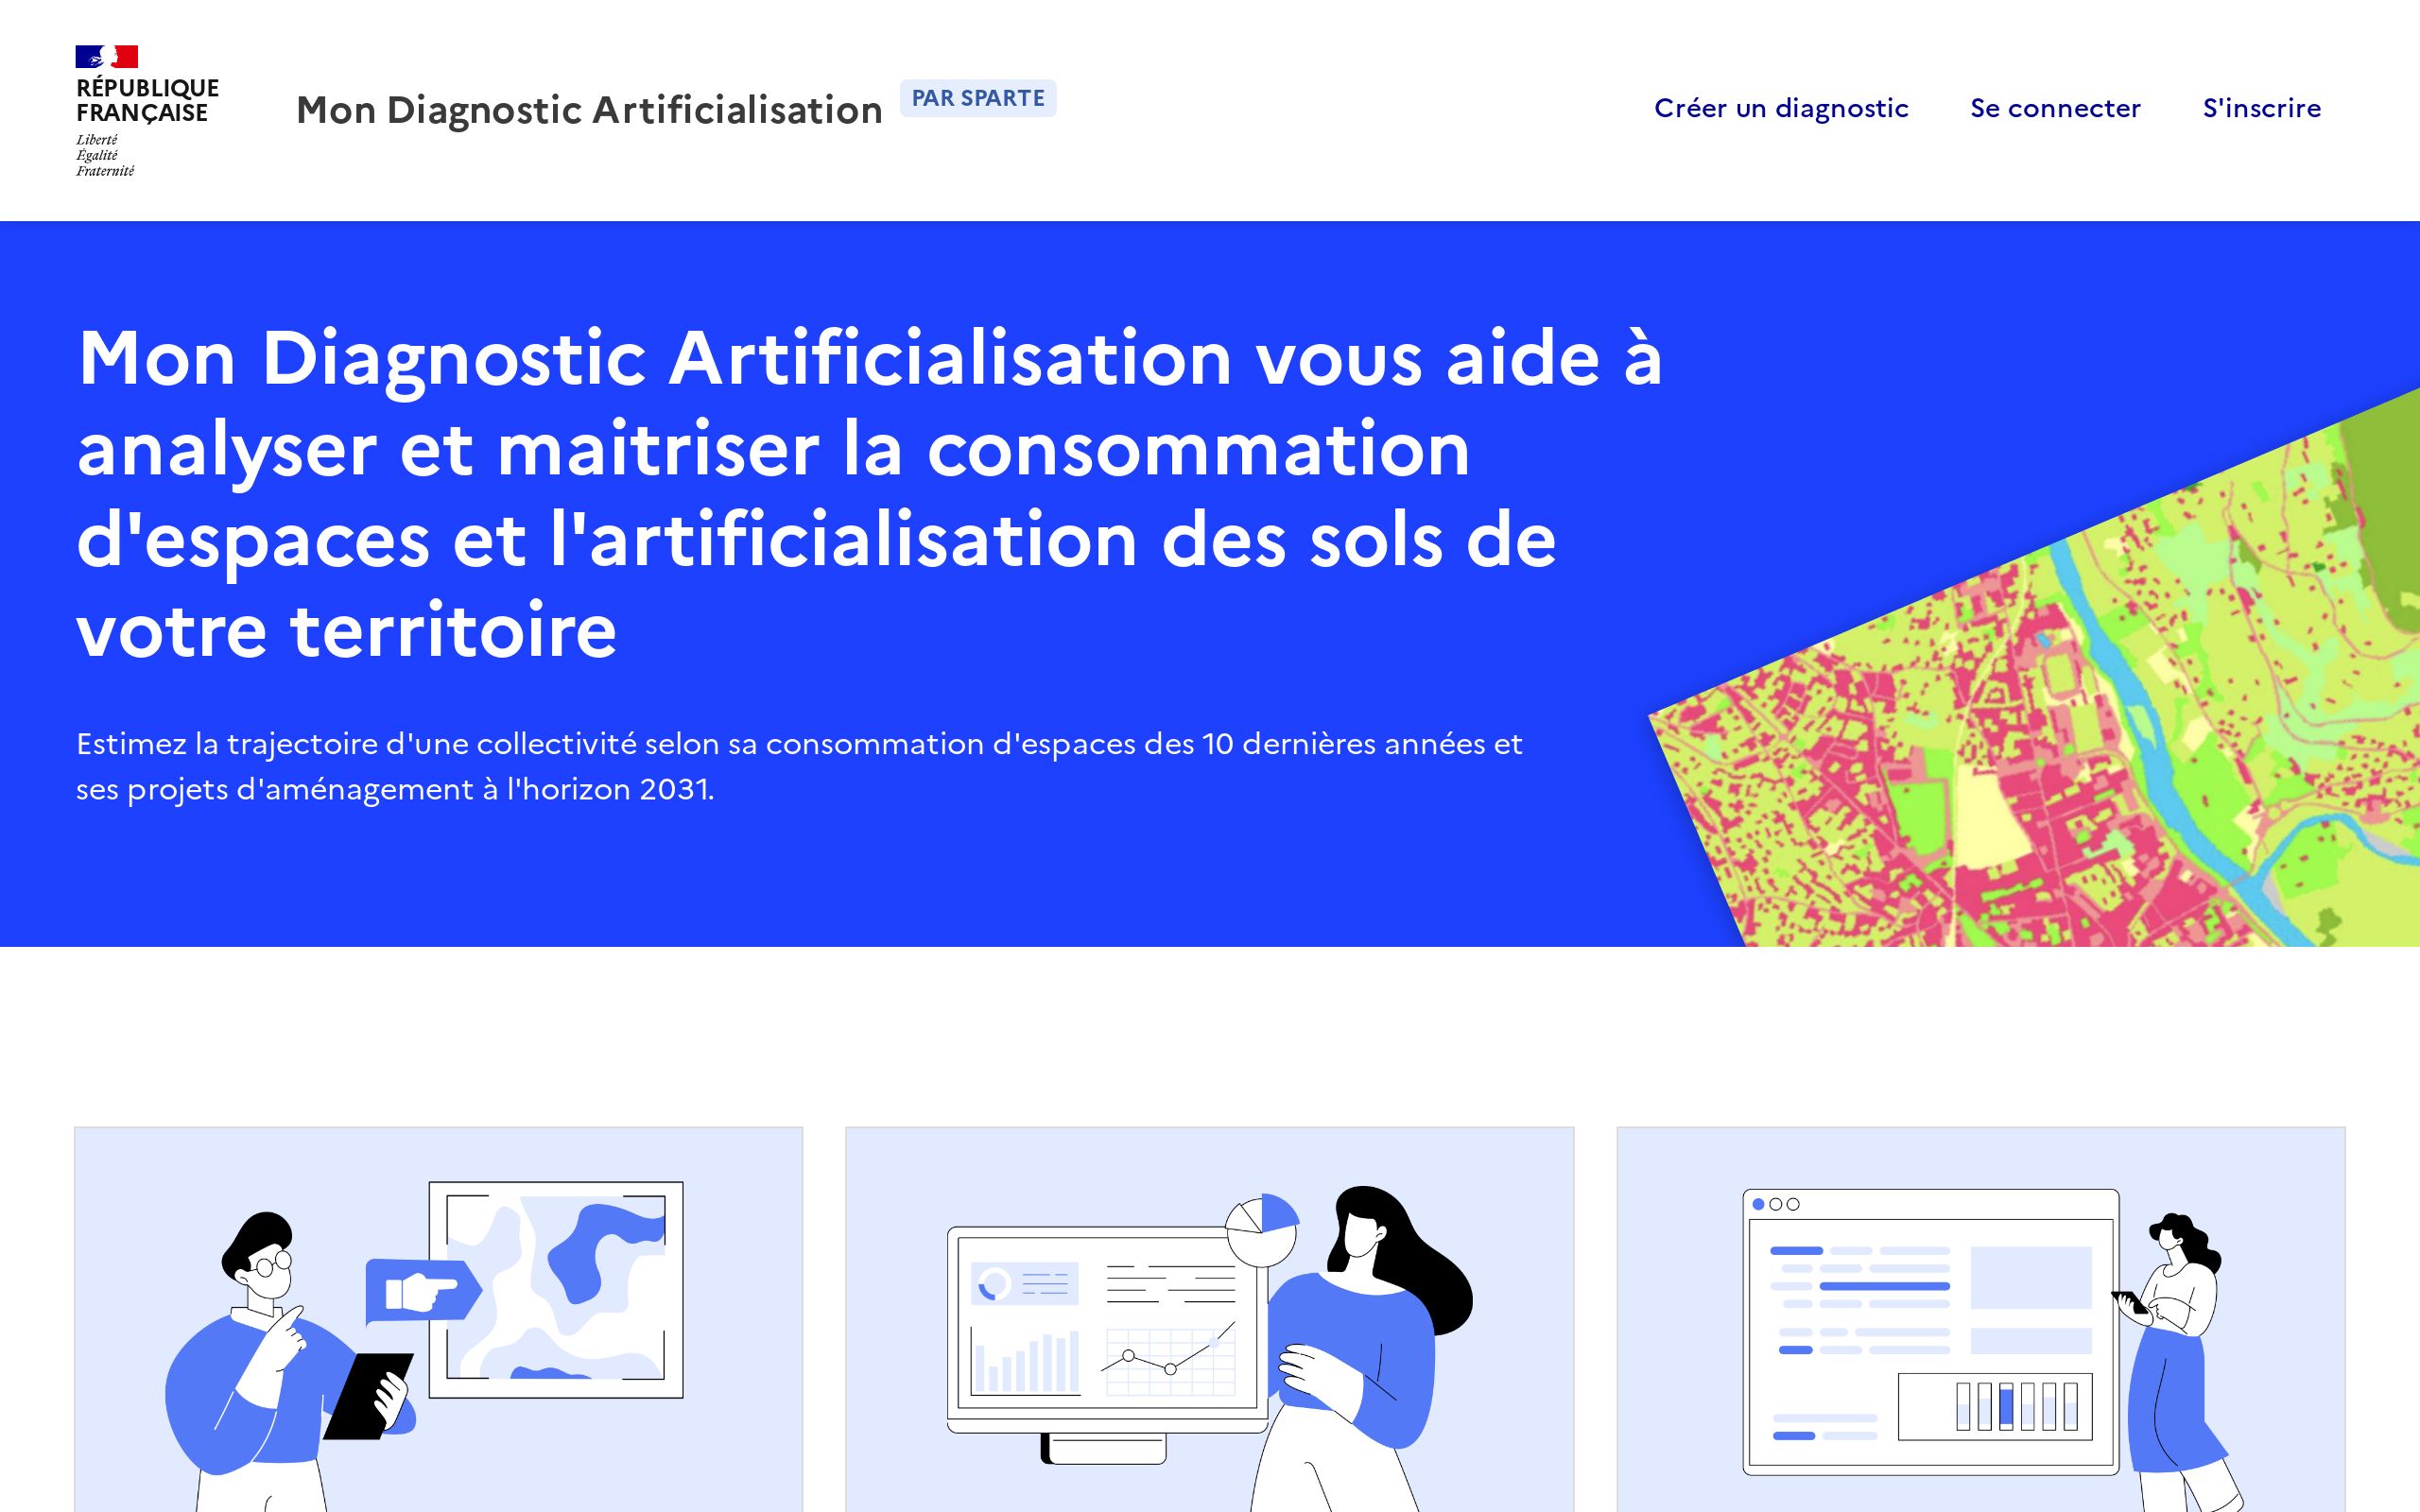 RÉPUBLIQUE
FRANÇAISE
Liberté
Égalité
Fraternité
Mon Diagnostic Artificialisation PAR SPARTE
Créer un diagnostic Se connecter S'inscrire
Mon Diagnostic Artificialisation vous aide à
analyser et maitriser la consommation
d'espaces et l'artificialisation des sols de
votre territoire
Estimez la trajectoire d'une collectivité selon sa consommation d'espaces des 10 dernières années et
ses projets d'aménagement à l'horizon 2031.